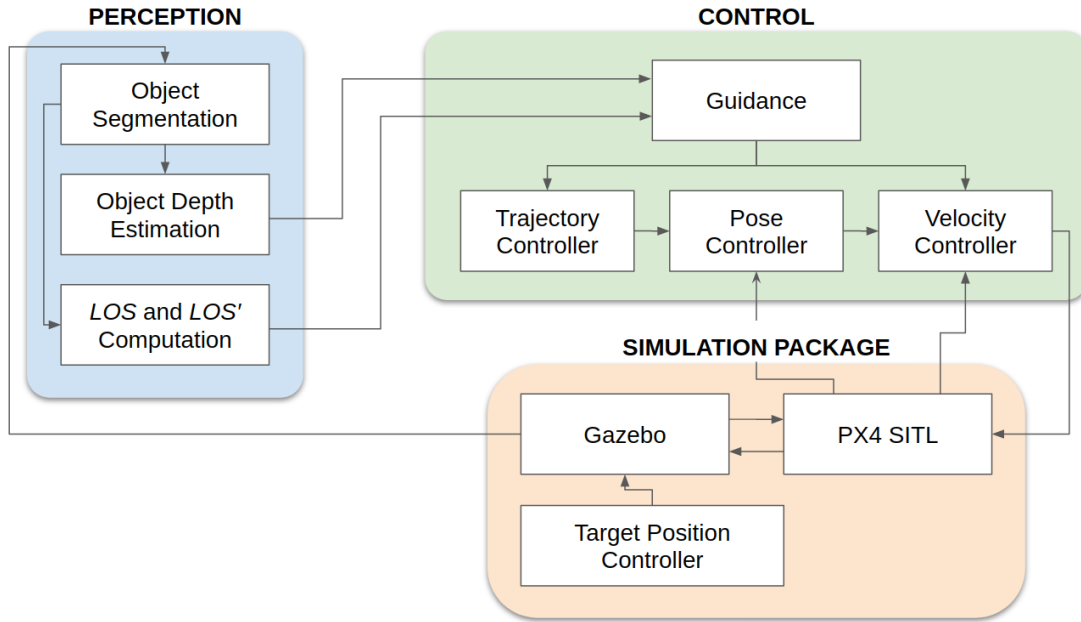 PERCEPTION
Object
Segmentation
Object Depth
Estimation
LOS and LOS'
Computation
CONTROL
Guidance
Trajectory
Controller
Pose
Controller
Velocity
Controller
SIMULATION PACKAGE
Gazebo
PX4 SITL
Target Position
Controller